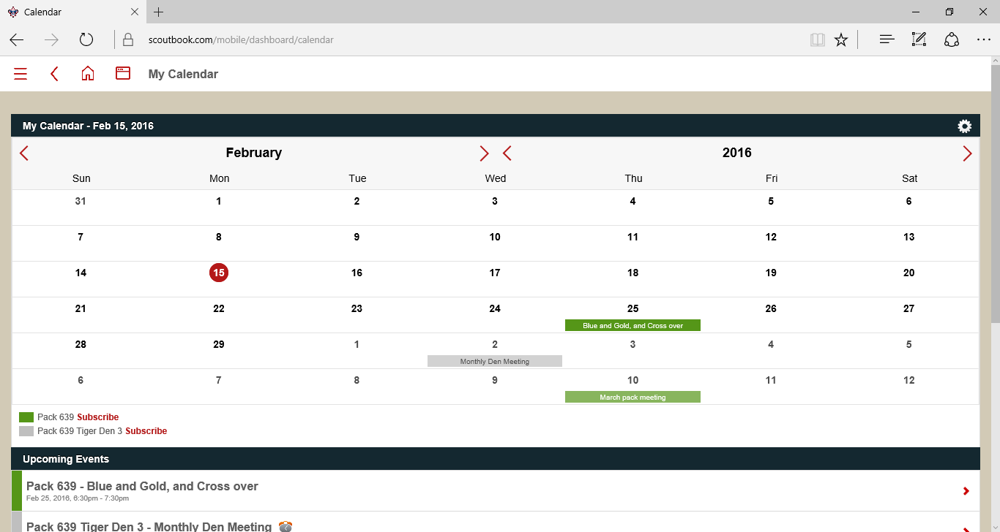 Calendar
scoutbook.com/mobile/dashboard/calendar
My Calendar
My Calendar - Feb 15, 2016
February 2016
Sun Mon Tue Wed Thu Fri Sat
31 1 2 3 4 5 6
7 8 9 10 11 12 13
14 15 16 17 18 19 20
21 22 23 24 25 26 27
Blue and Gold, and Cross over
28 29 1 2 3 4 5
Monthly Den Meeting
6 7 8 9 10 11 12
March pack meeting
Pack 639 Subscribe
Pack 639 Tiger Den 3 Subscribe
Upcoming Events
Pack 639 - Blue and Gold, and Cross over
Feb 25, 2016, 6:30pm - 7:30pm
Pack 639 Tiger Den 3 - Monthly Den Meeting